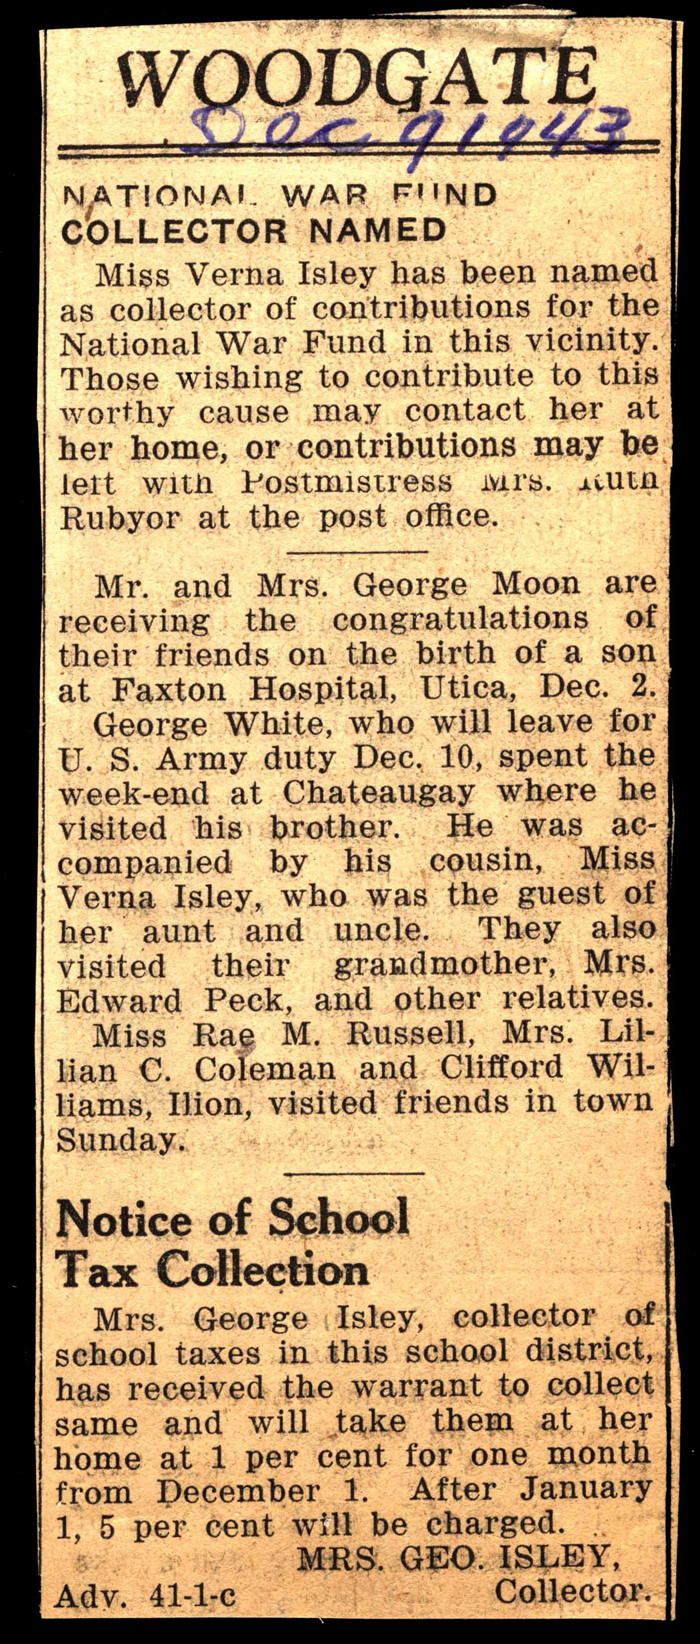 WOODGATE
Dec 9 1943
NATIONAL WAR FUND
COLLECTOR NAMED
Miss Verna Isley has been named
as collector of contributions for the
National War Fund in this vicinity.
Those wishing to contribute to this
worthy cause may contact her at
her home, or contributions may be
left with Postmistress Mrs. Ruth
Rubyor at the post office.
Mr. and Mrs. George Moon are
receiving the congratulations of
their friends on the birth of a son
at Faxton Hospital, Utica, Dec. 2.
George White, who will leave for
U. S. Army duty Dec. 10, spent the
week-end at Chateaugay where he
visited his brother. He was ac-
companied by his cousin, Miss
Verna Isley, who was the guest of
her aunt and uncle. They also
visited their grandmother, Mrs.
Edward Peck, and other relatives.
Miss Rae M. Russell, Mrs. Lil-
lian C. Coleman and Clifford Wil-
liams, Ilion, visited friends in town
Sunday.
Notice of School
Tax Collection
Mrs. George Isley, collector of
school taxes in this school district,
has received the warrant to collect
same and will take them at her
home at 1 per cent for one month
from December 1. After January
1, 5 per cent will be charged.
MRS. GEO. ISLEY,
Adv. 41-1-c Collector.